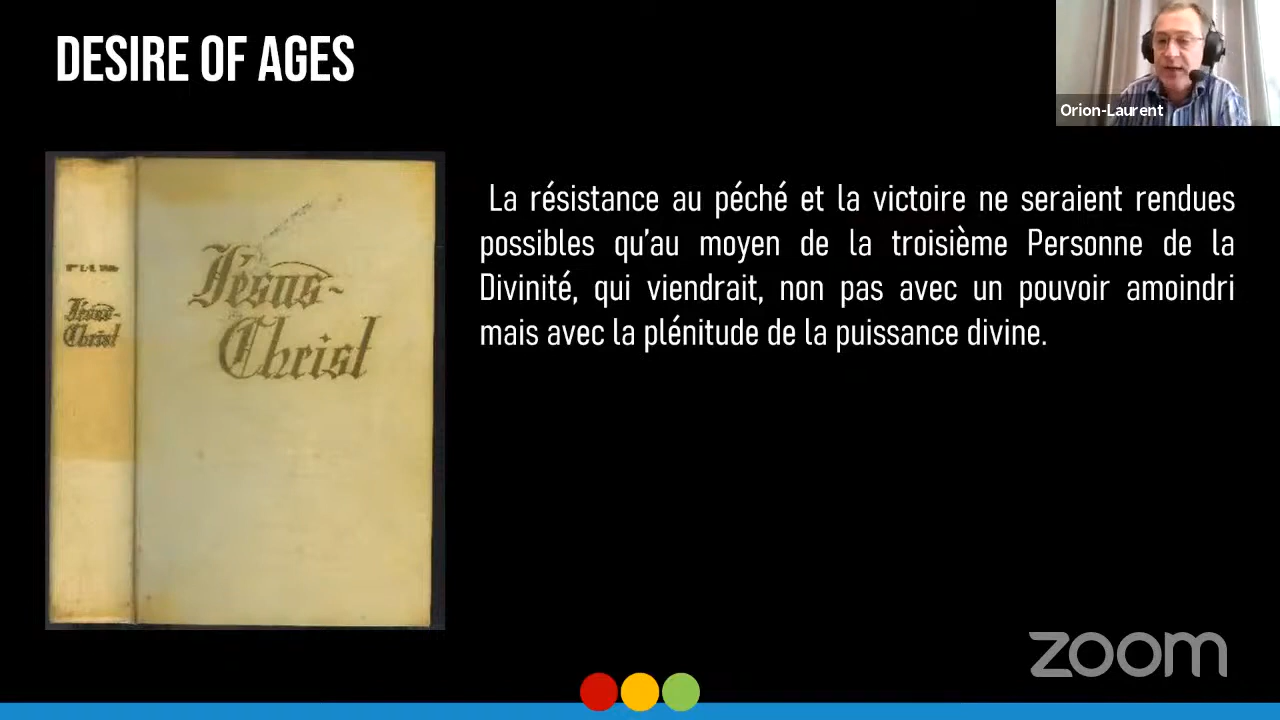 DESIRE OF AGES
Orion-Laurent
La résistance au péché et la victoire ne seraient rendues
possibles qu'au moyen de la troisième Personne de la
Divinité, qui viendrait, non pas avec un pouvoir amoindri
mais avec la plénitude de la puissance divine.
Jésus-
Christ
Jésus-
Christ
zoom